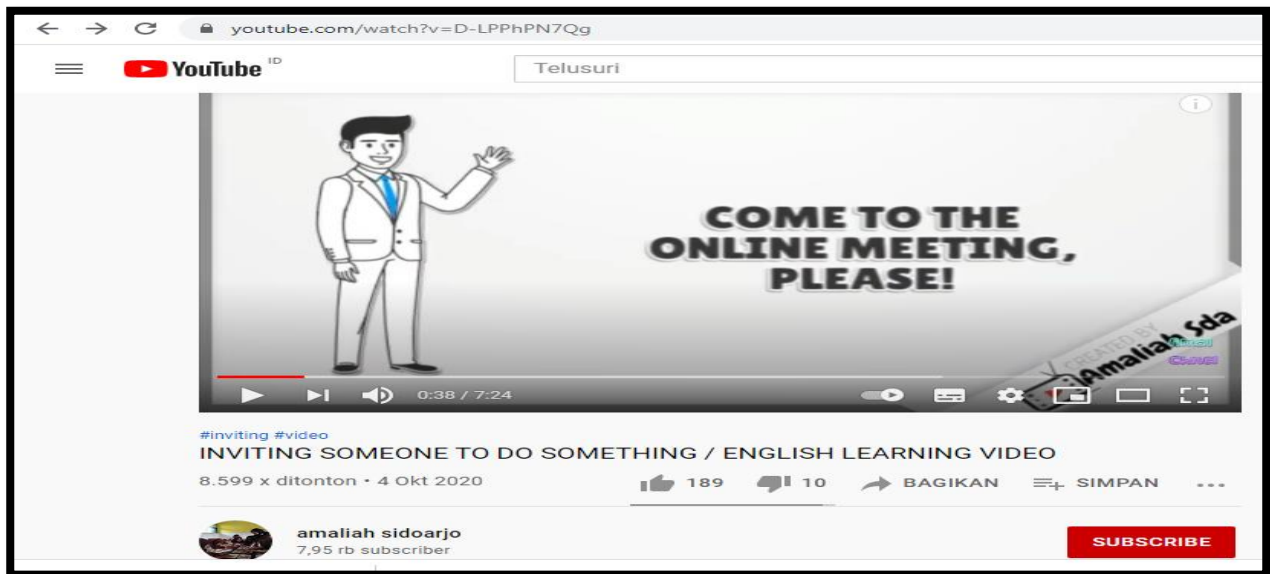 youtube.com/watch?v=D-LPPhPN7Qg
YouTube ID
Telusuri
COME TO THE
ONLINE MEETING,
PLEASE!
CREATED BY
Amaliah Sda
0:38 / 7:24
#inviting #video
INVITING SOMEONE TO DO SOMETHING / ENGLISH LEARNING VIDEO
8.599 x ditonton • 4 Okt 2020
189
10
BAGIKAN
SIMPAN
amaliah sidoarjo
7,95 rb subscriber
SUBSCRIBE